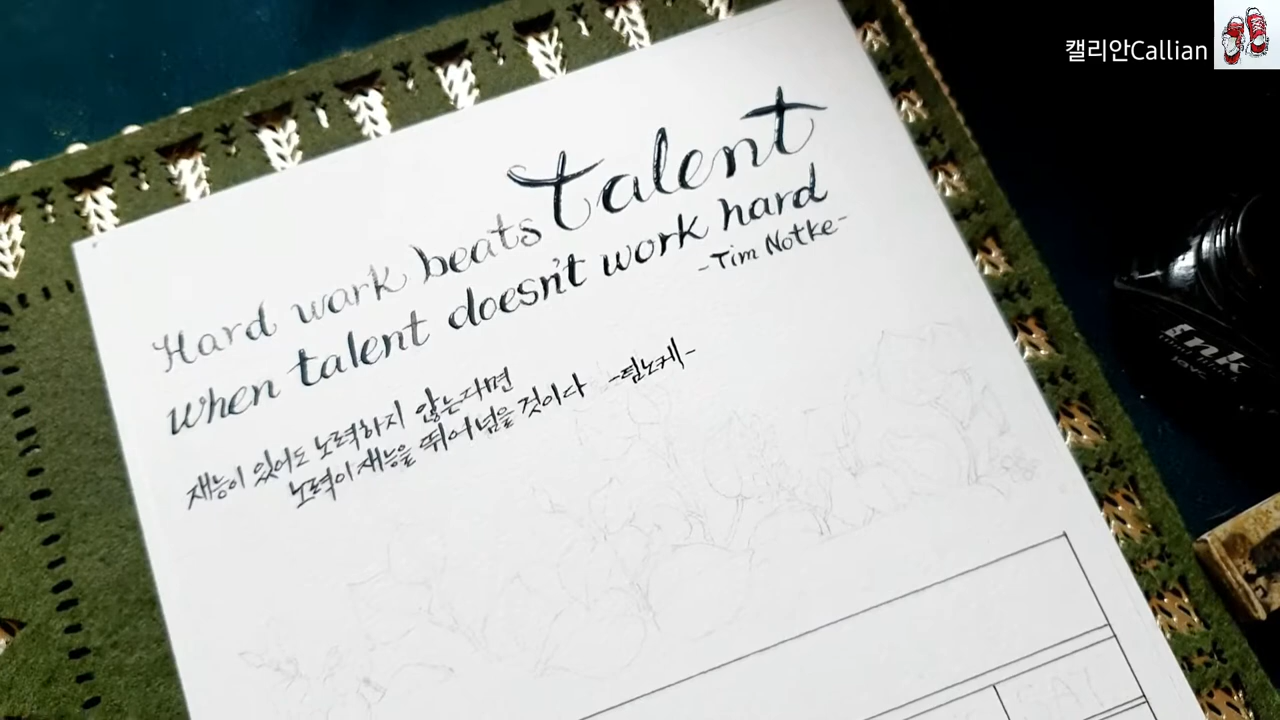 캘리안Callian
Hard work beats talent
when talent doesn't work hard
-Tim Notke-
재능이 있어도 노력하지 않는다면
노력이 재능을 뛰어넘을 것이다 -팀노케-
Ink
SAT